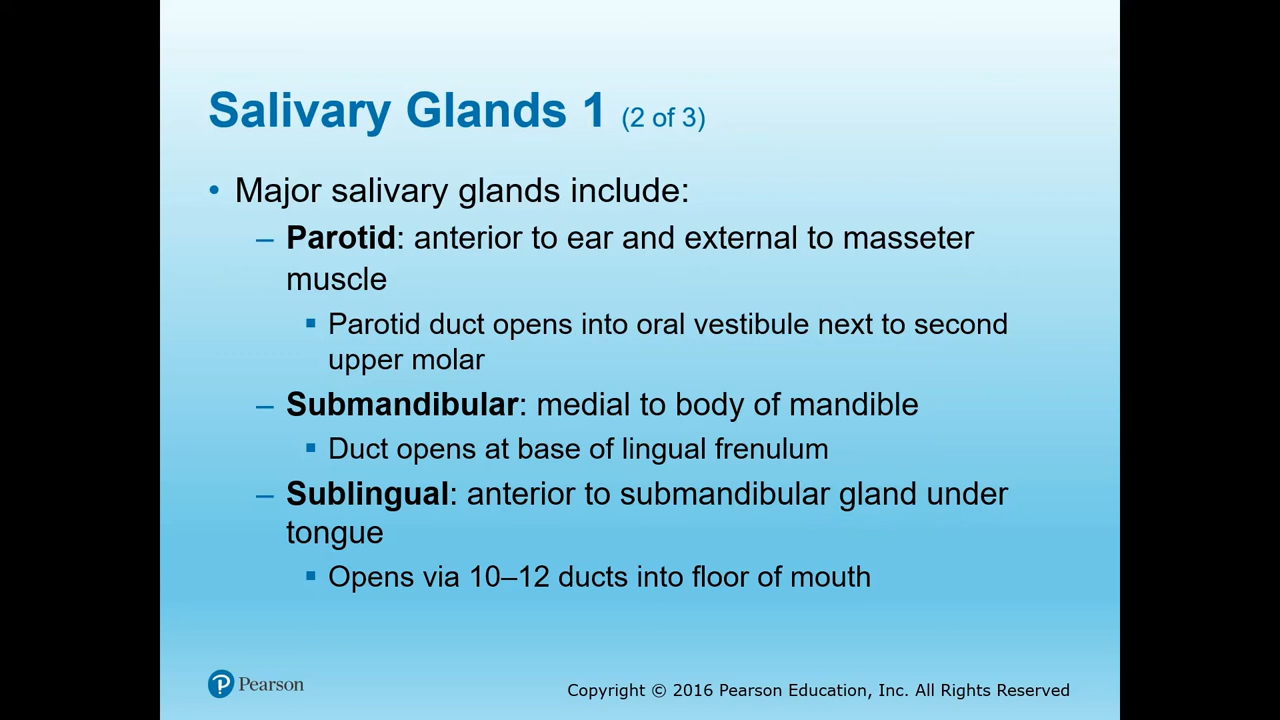 Salivary Glands 1 (2 of 3)
• Major salivary glands include:
– Parotid: anterior to ear and external to masseter
muscle
▪ Parotid duct opens into oral vestibule next to second
upper molar
– Submandibular: medial to body of mandible
▪ Duct opens at base of lingual frenulum
– Sublingual: anterior to submandibular gland under
tongue
▪ Opens via 10–12 ducts into floor of mouth
P Pearson
Copyright © 2016 Pearson Education, Inc. All Rights Reserved